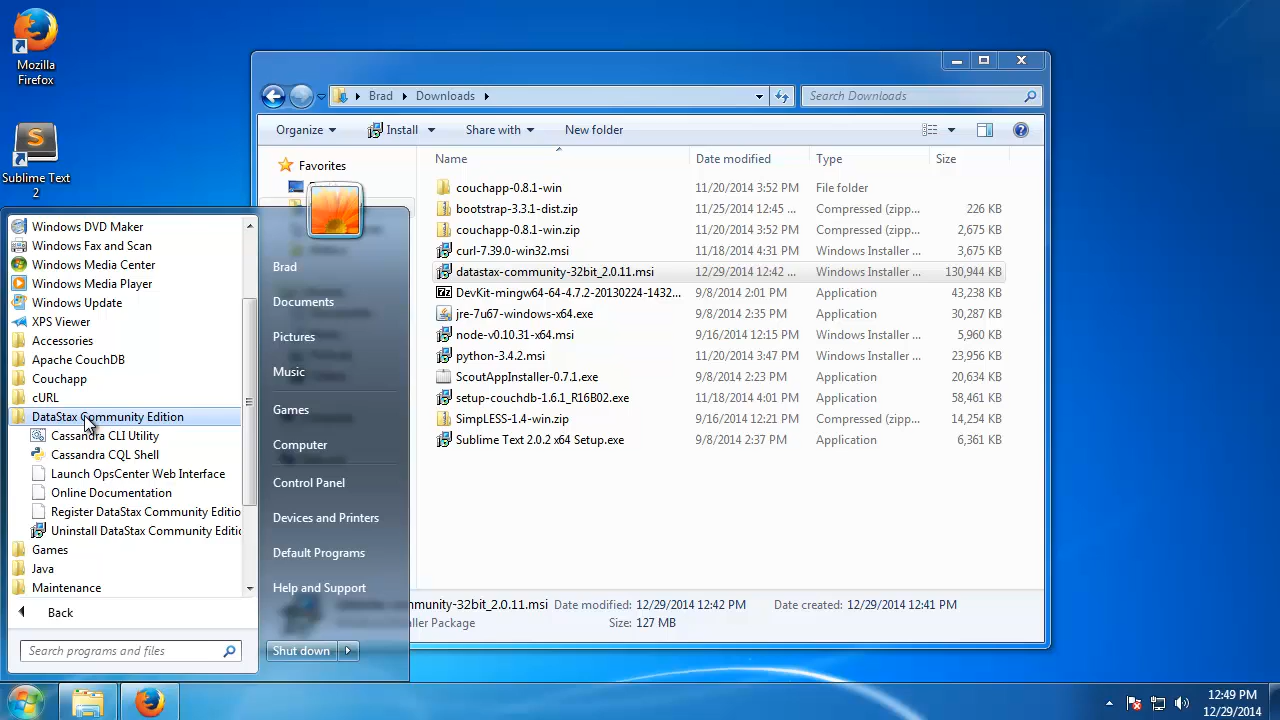 Mozilla
Firefox
Sublime Text
2
Brad
Downloads
Search Downloads
Organize
Install
Share with
New folder
Favorites
Name
Date modified
Type
Size
couchapp-0.8.1-win 11/20/2014 3:52 PM File folder
bootstrap-3.3.1-dist.zip 11/25/2014 12:45 ... Compressed (zipp... 226 KB
couchapp-0.8.1-win.zip 11/20/2014 3:52 PM Compressed (zipp... 2,675 KB
curl-7.39.0-win32.msi 11/18/2014 4:31 PM Windows Installer ... 3,675 KB
datastax-community-32bit_2.0.11.msi 12/29/2014 12:42 ... Windows Installer ... 130,944 KB
DevKit-mingw64-64-4.7.2-20130224-1432... 9/8/2014 2:01 PM Application 43,238 KB
jre-7u67-windows-x64.exe 9/8/2014 2:35 PM Application 30,287 KB
node-v0.10.31-x64.msi 9/16/2014 12:15 PM Windows Installer ... 5,960 KB
python-3.4.2.msi 11/20/2014 3:47 PM Windows Installer ... 23,956 KB
ScoutAppInstaller-0.7.1.exe 9/8/2014 2:23 PM Application 20,634 KB
setup-couchdb-1.6.1_R16B02.exe 11/18/2014 4:01 PM Application 58,461 KB
SimpLESS-1.4-win.zip 9/16/2014 12:21 PM Compressed (zipp... 14,254 KB
Sublime Text 2.0.2 x64 Setup.exe 9/8/2014 2:37 PM Application 6,361 KB
Date modified: 12/29/2014 12:42 PM Date created: 12/29/2014 12:41 PM
Size: 127 MB
Windows DVD Maker
Windows Fax and Scan
Windows Media Center
Windows Media Player
Windows Update
XPS Viewer
Accessories
Apache CouchDB
Couchapp
cURL
DataStax Community Edition
Cassandra CLI Utility
Cassandra CQL Shell
Launch OpsCenter Web Interface
Online Documentation
Register DataStax Community Editio
Uninstall DataStax Community Editic
Games
Java
Maintenance
Back
Search programs and files
Brad
Documents
Pictures
Music
Games
Computer
Control Panel
Devices and Printers
Default Programs
Help and Support
Shut down
12:49 PM
12/29/2014